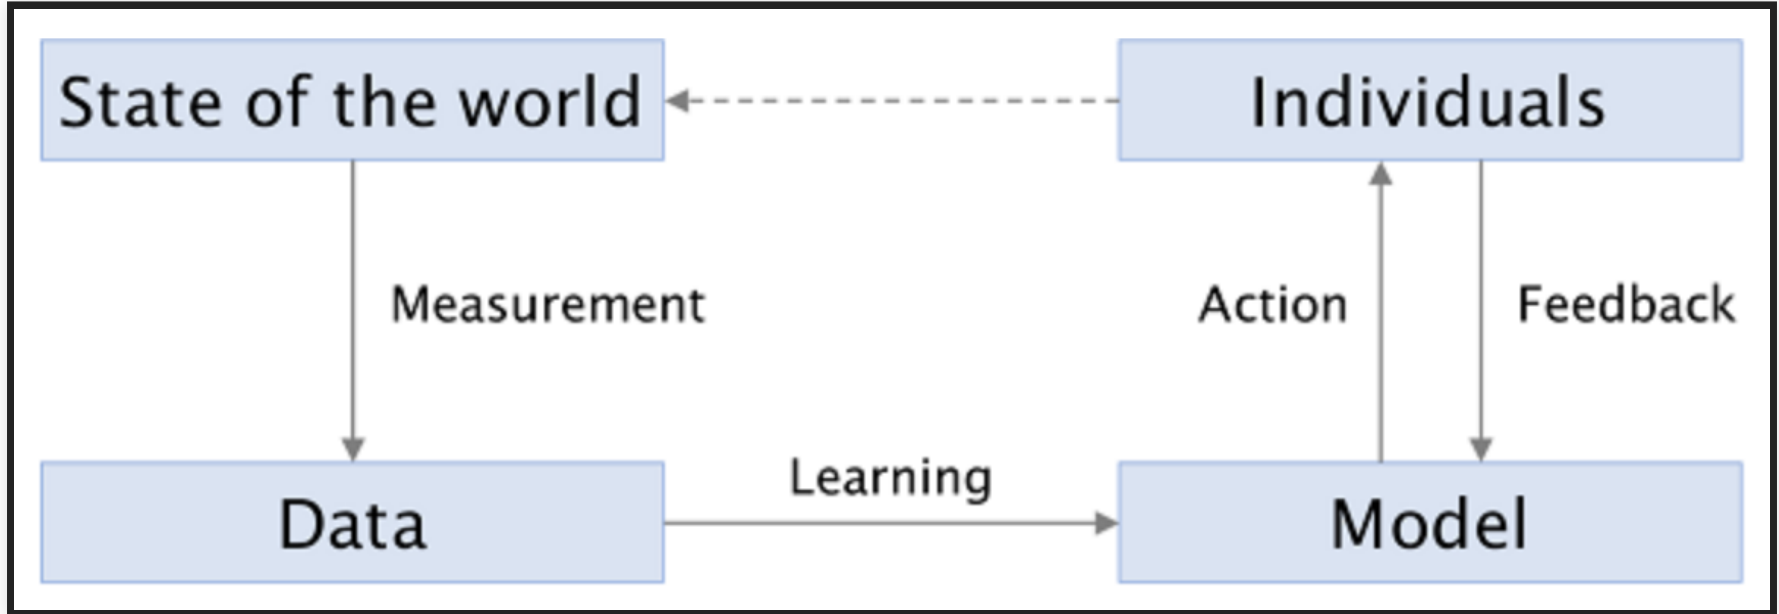 State of the world
Individuals
Measurement
Action
Feedback
Learning
Data
Model